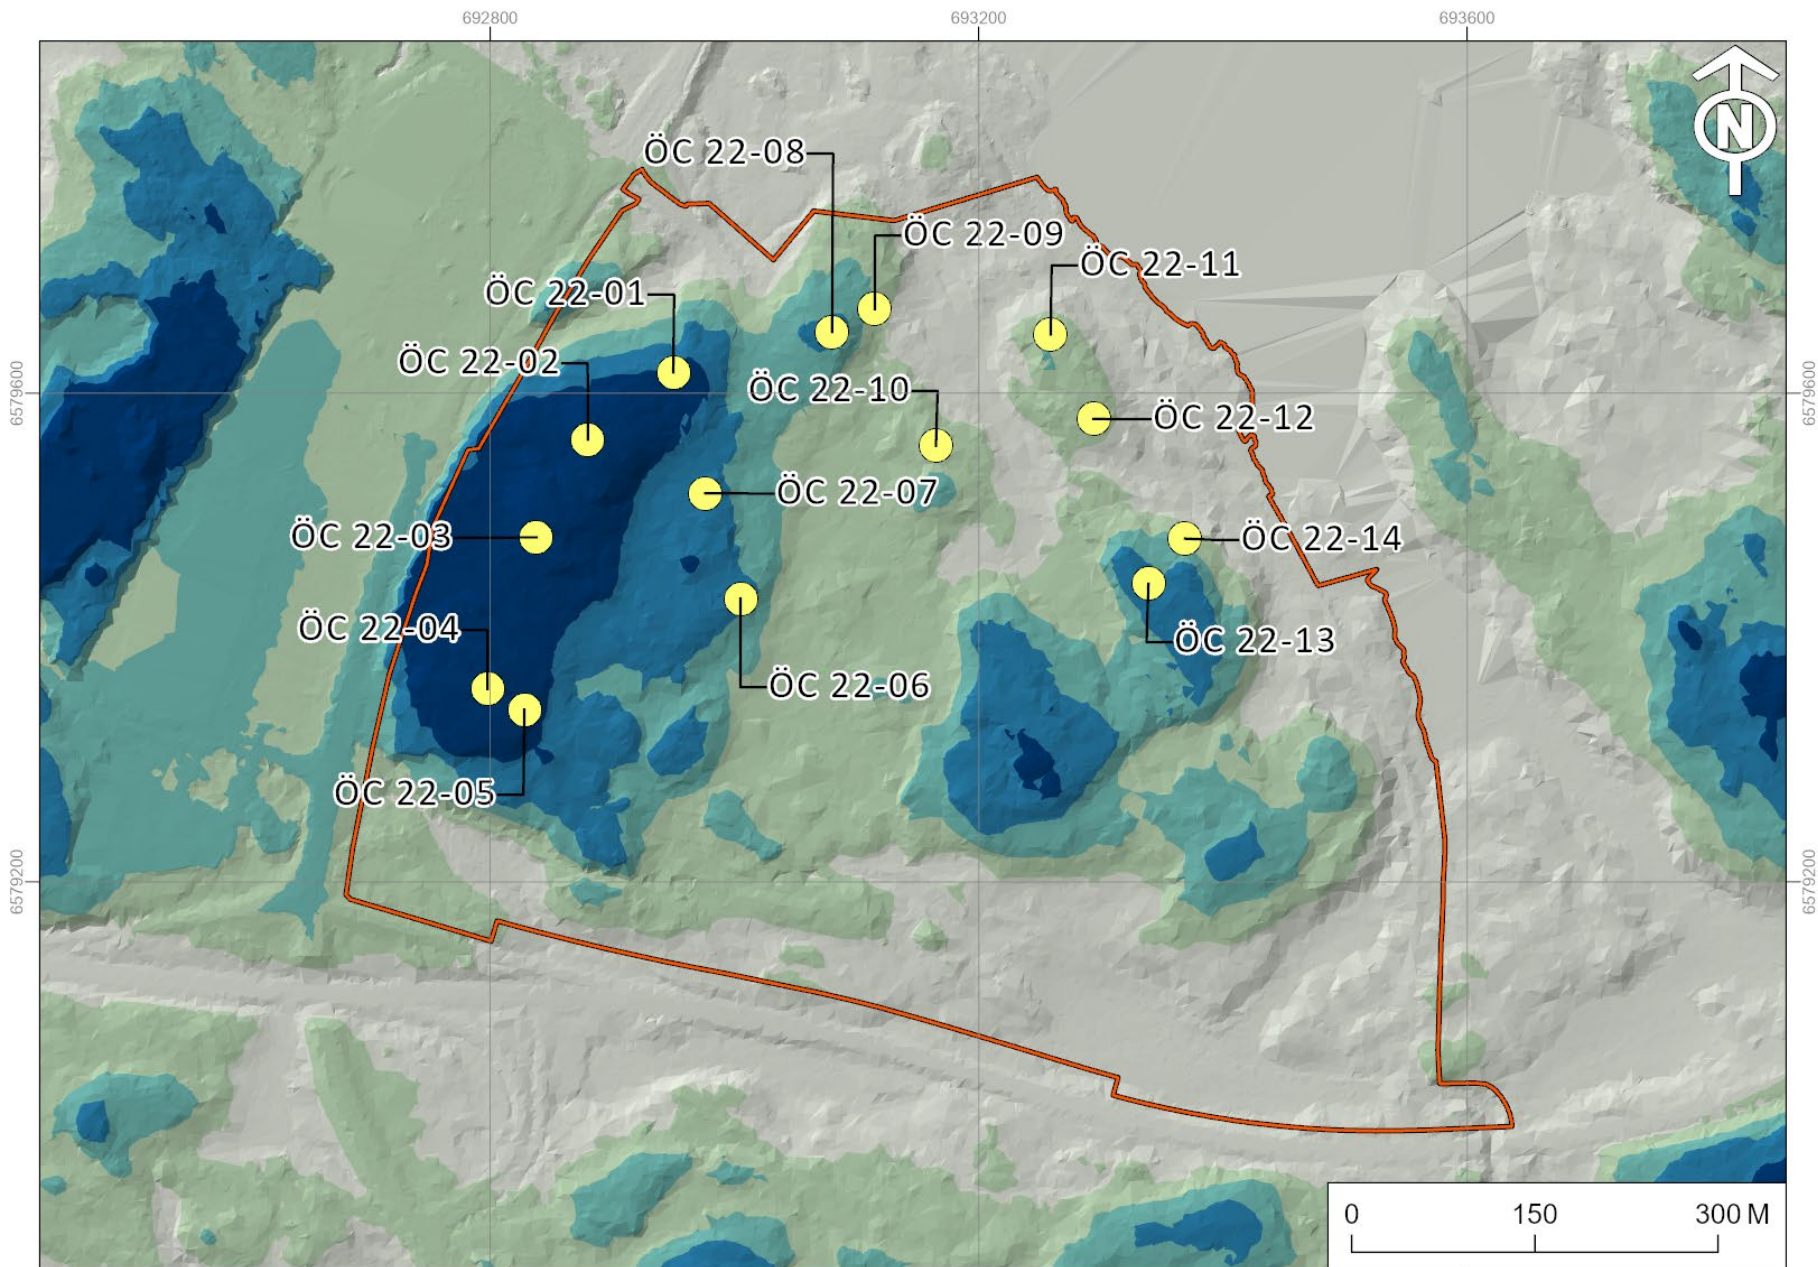 692800
693200
693600
N
ÖC 22-08
ÖC 22-09
ÖC 22-11
ÖC 22-01
ÖC 22-02
ÖC 22-10
6579600
6579600
ÖC 22-12
ÖC 22-07
ÖC 22-03
ÖC 22-14
ÖC 22-04
ÖC 22-13
ÖC 22-06
ÖC 22-05
6579200
6579200
0 150 300 M